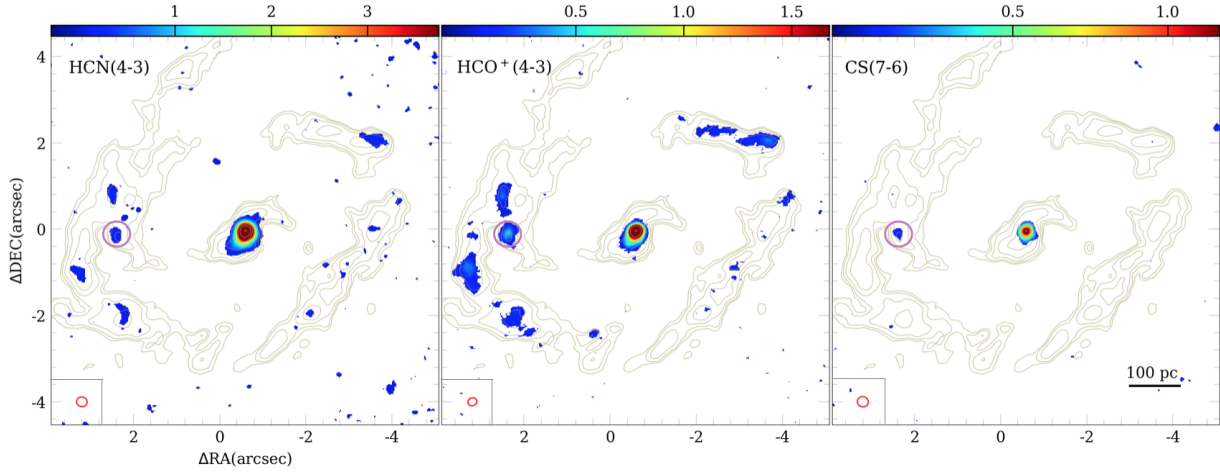 1 2 3 0.5 1.0 1.5 0.5 1.0
HCN(4-3) HCO+(4-3) CS(7-6)
4
2
0
-2
-4
ΔDEC(arcsec)
100 pc
2 0 -2 -4 2 0 -2 -4 2 0 -2 -4
ΔRA(arcsec)